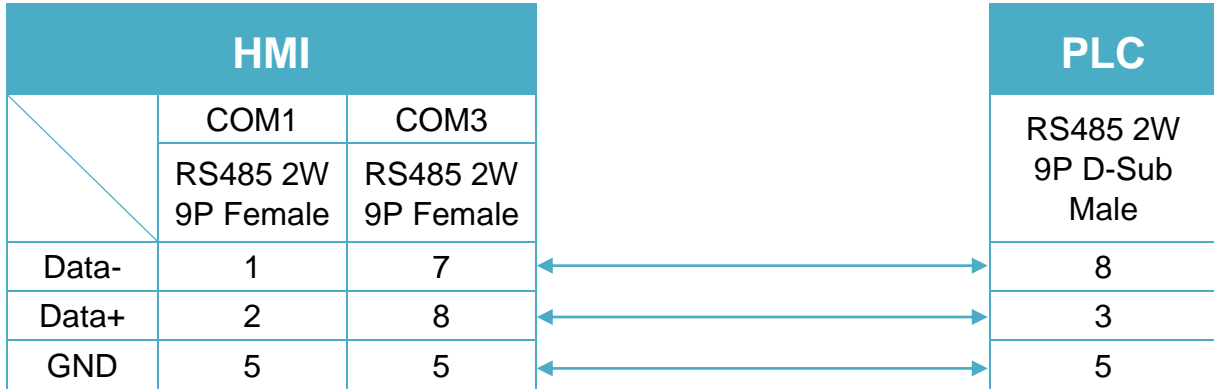 HMI
PLC
COM1 COM3
RS485 2W
9P Female
RS485 2W
9P Female
RS485 2W
9P D-Sub
Male
Data- 1 7 8
Data+ 2 8 3
GND 5 5 5